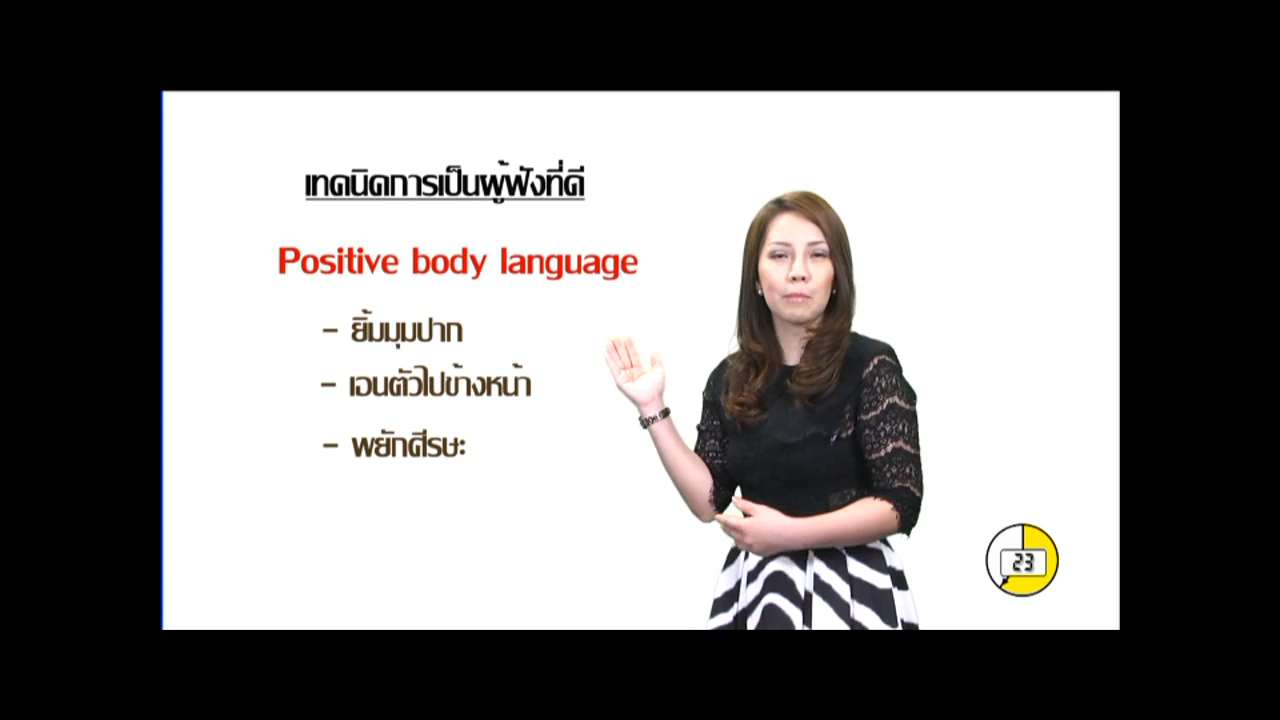 เทคนิคการเป็นผู้ฟังที่ดี
Positive body language
- ยิ้มมุมปาก
- เอนตัวไปข้างหน้า
- พยักศีรษะ
23